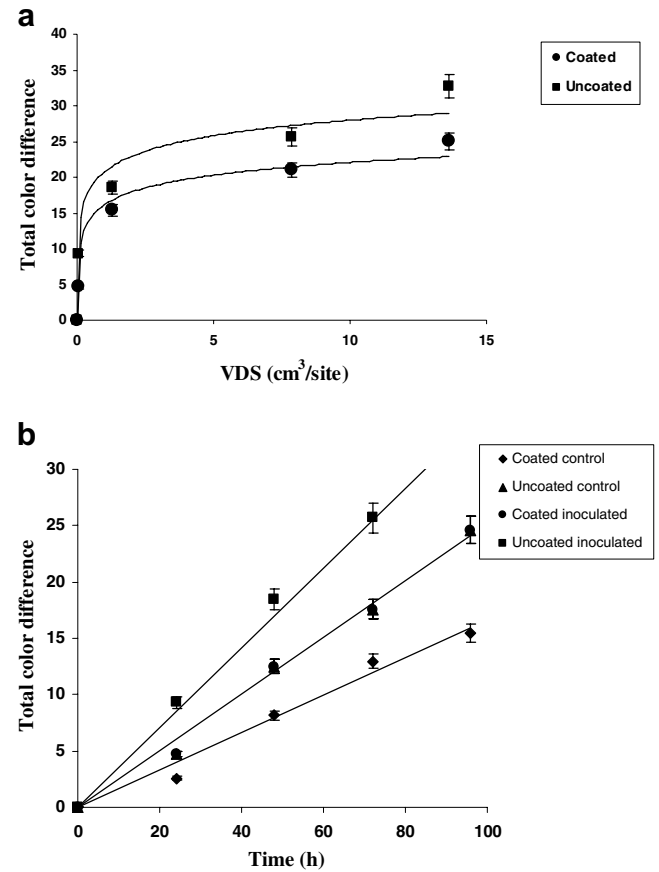 a
40
35
30
25
20
15
10
5
0
Total color difference
0 5 10 15
VDS (cm³/site)
Coated
Uncoated
b
30
25
20
15
10
5
0
Total color difference
0 20 40 60 80 100
Time (h)
Coated control
Uncoated control
Coated inoculated
Uncoated inoculated